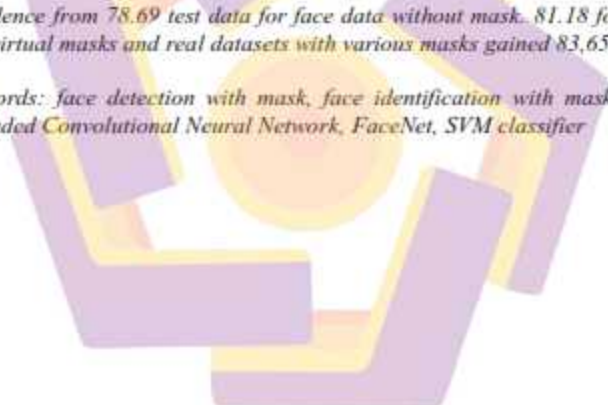 lence from 78.69 test data for face data without mask. 81.18 fo
irtual masks and real datasets with various masks gained 83,65
ords: face detection with mask, face identification with mask
ded Convolutional Neural Network, FaceNet, SVM classifier